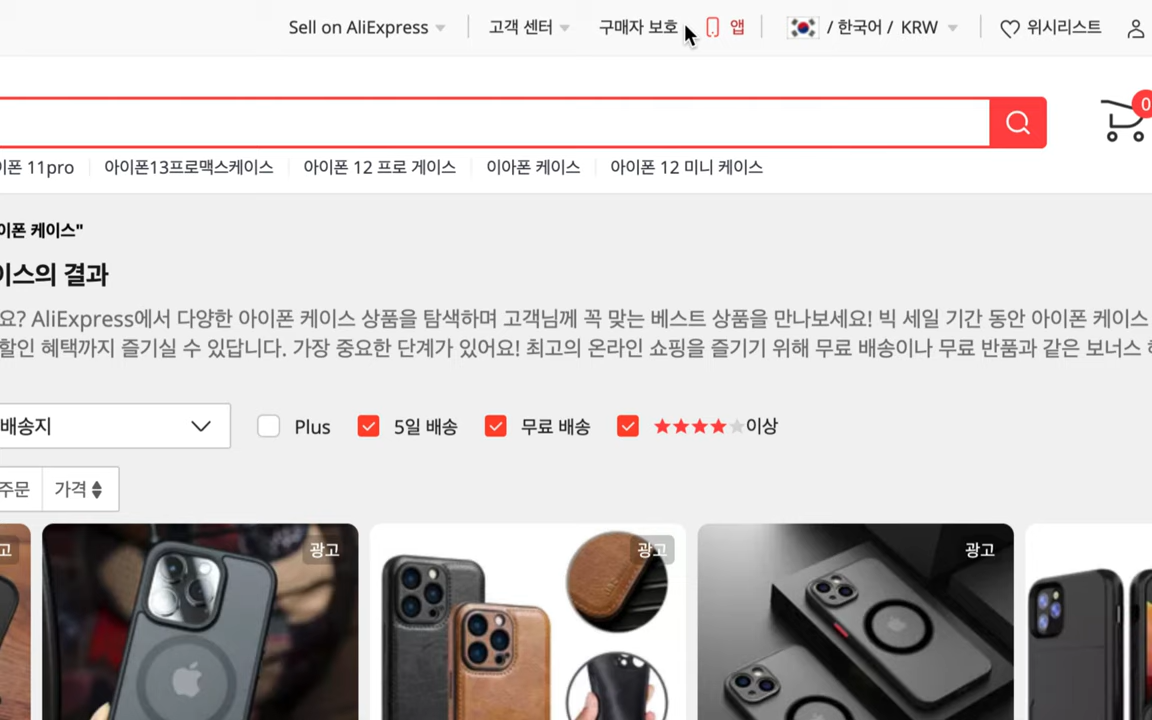 Sell on AliExpress 고객 센터 구매자 보호 앱 / 한국어 / KRW 위시리스트
0
11pro 아이폰13프로맥스케이스 아이폰 12 프로 게이스 이아폰 케이스 아이폰 12 미니 케이스
이폰 케이스"
이스의 결과
요? AliExpress에서 다양한 아이폰 케이스 상품을 탐색하며 고객님께 꼭 맞는 베스트 상품을 만나보세요! 빅 세일 기간 동안 아이폰 케이스
할인 혜택까지 즐기실 수 있답니다. 가장 중요한 단계가 있어요! 최고의 온라인 쇼핑을 즐기기 위해 무료 배송이나 무료 반품과 같은 보너스
배송지 Plus 5일 배송 무료 배송 이상
주문 가격
고 광고 광고 광고